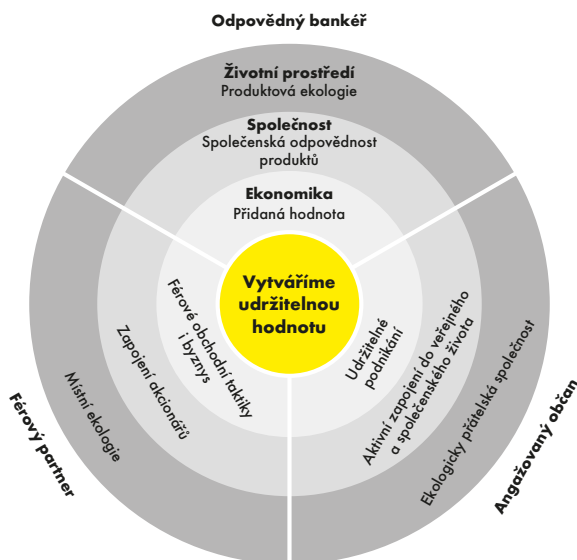 Odpovědný bankéř
Životní prostředí
Produktová ekologie
Společnost
Společenská odpovědnost
produktů
Ekonomika
Přidaná hodnota
Vytváříme
udržitelnou
hodnotu
Férové obchodní taktiky
i byznys
Zapojení akcionářů
Místní ekologie
Férový partner
Udržitelné
podnikání
Aktivní zapojení do veřejného
a společenského života
Ekologicky přátelská společnost
Angažovaný občan